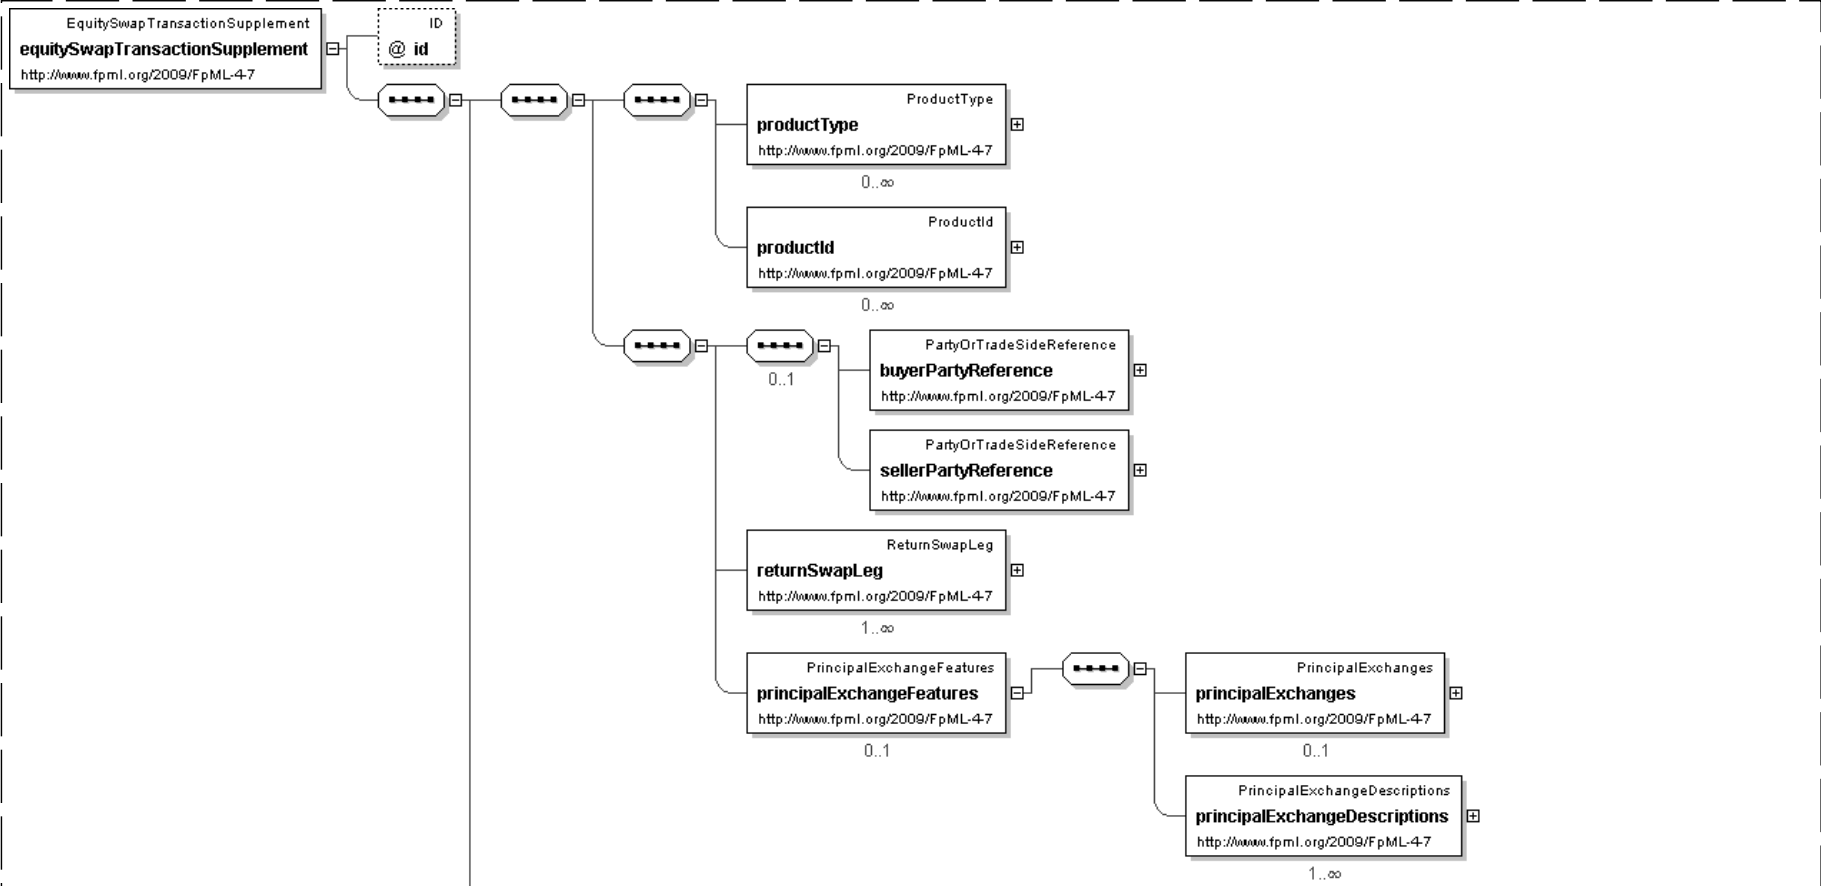 EquitySwapTransactionSupplement
equitySwapTransactionSupplement
http://www.fpml.org/2009/FpML-4-7
ID
@ id
ProductType
productType
http://www.fpml.org/2009/FpML-4-7
0..∞
ProductId
productId
http://www.fpml.org/2009/FpML-4-7
0..∞
0..1
PartyOrTradeSideReference
buyerPartyReference
http://www.fpml.org/2009/FpML-4-7
PartyOrTradeSideReference
sellerPartyReference
http://www.fpml.org/2009/FpML-4-7
ReturnSwapLeg
returnSwapLeg
http://www.fpml.org/2009/FpML-4-7
1..∞
PrincipalExchangeFeatures
principalExchangeFeatures
http://www.fpml.org/2009/FpML-4-7
0..1
PrincipalExchanges
principalExchanges
http://www.fpml.org/2009/FpML-4-7
0..1
PrincipalExchangeDescriptions
principalExchangeDescriptions
http://www.fpml.org/2009/FpML-4-7
1..∞